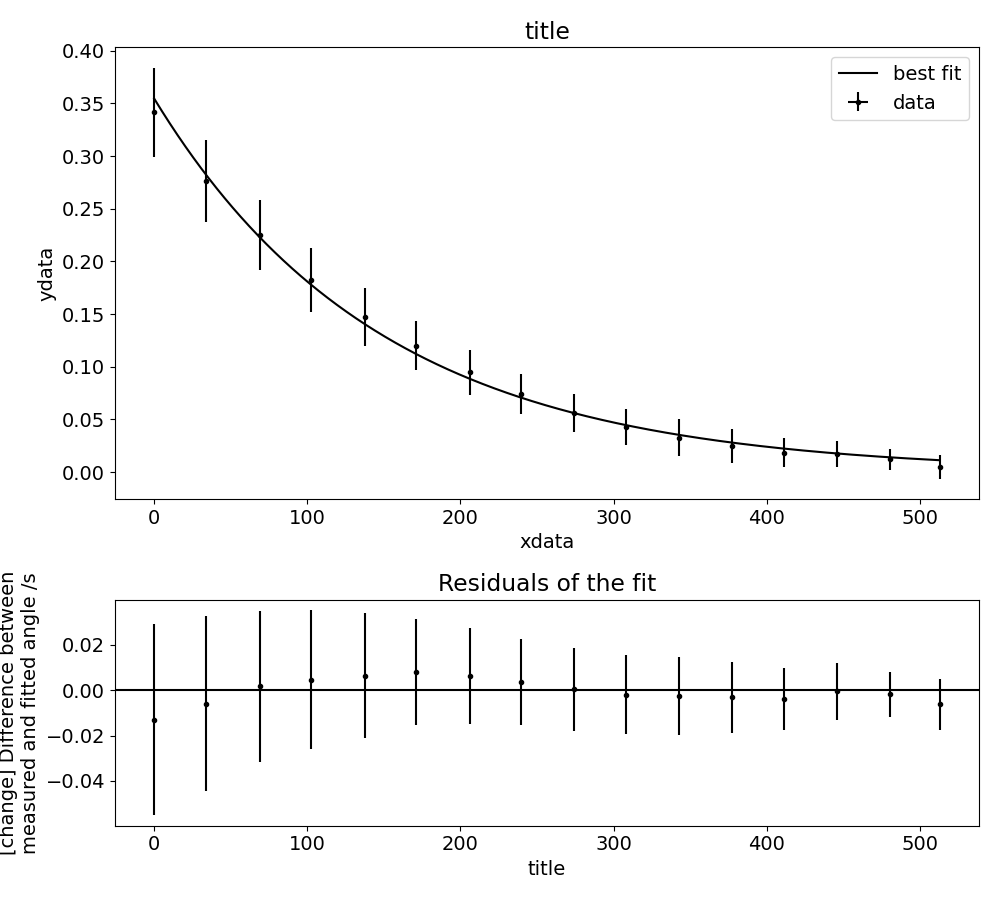 title
0.40
0.35
0.30
0.25
0.20
0.15
0.10
0.05
0.00
ydata
best fit
data
0 100 200 300 400 500
xdata
Residuals of the fit
[change] Difference between
measured and fitted angle /s
0.02
0.00
−0.02
−0.04
0 100 200 300 400 500
title